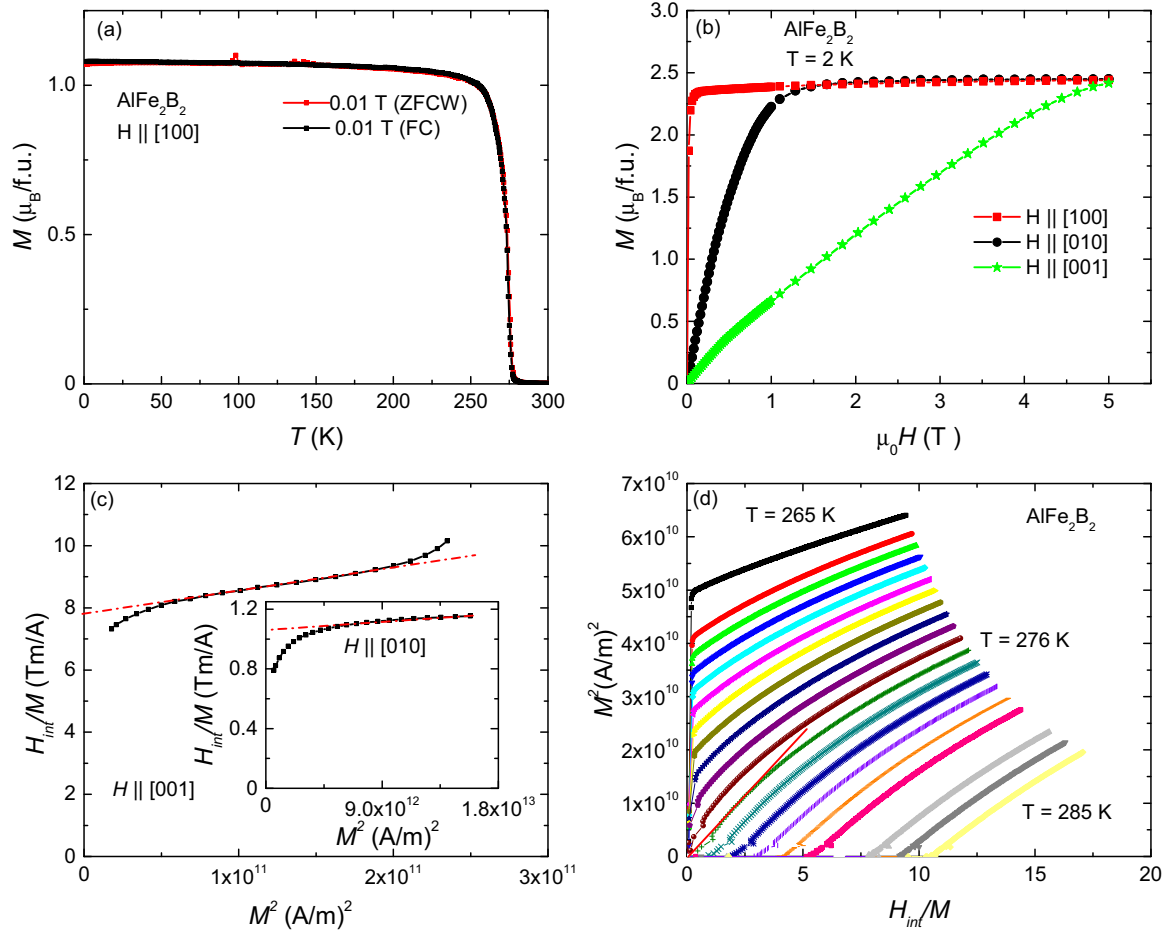 (a)
M (μB/f.u.)
1.0
0.5
0
AlFe2B2
H || [100]
0.01 T (ZFCW)
0.01 T (FC)
0 50 100 150 200 250 300
T (K)
(b)
M (μB/f.u.)
3.0
2.5
2.0
1.5
1.0
0.5
0
AlFe2B2
T = 2 K
H || [100]
H || [010]
H || [001]
0 1 2 3 4 5
μ0H (T )
(c)
Hint/M (Tm/A)
12
10
8
6
4
2
0
H || [001]
0 1x10^11 2x10^11 3x10^11
M^2 (A/m)^2
Hint/M (Tm/A)
1.2
0.9
0.6
0.3
0
H || [010]
0 9.0x10^12 1.8x10^13
M^2 (A/m)^2
(d)
M^2(A/m)^2
7x10^10
6x10^10
5x10^10
4x10^10
3x10^10
2x10^10
1x10^10
0
T = 265 K
AlFe2B2
T = 276 K
T = 285 K
0 5 10 15 20
Hint/M